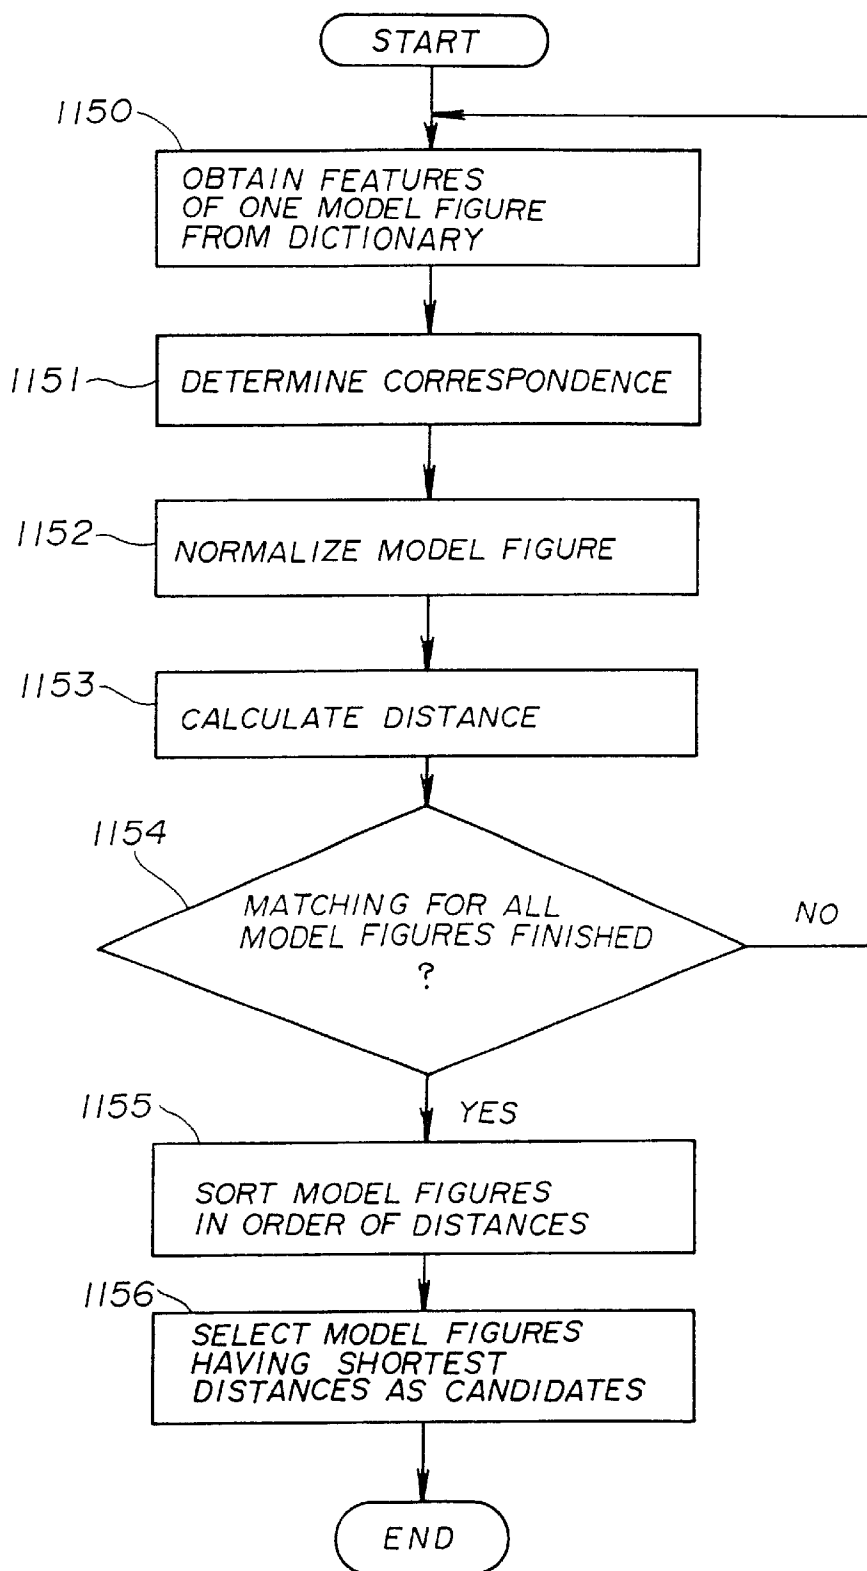 START
1150
OBTAIN FEATURES
OF ONE MODEL FIGURE
FROM DICTIONARY
1151
DETERMINE CORRESPONDENCE
1152
NORMALIZE MODEL FIGURE
1153
CALCULATE DISTANCE
1154
MATCHING FOR ALL
MODEL FIGURES FINISHED
?
NO
YES
1155
SORT MODEL FIGURES
IN ORDER OF DISTANCES
1156
SELECT MODEL FIGURES
HAVING SHORTEST
DISTANCES AS CANDIDATES
END